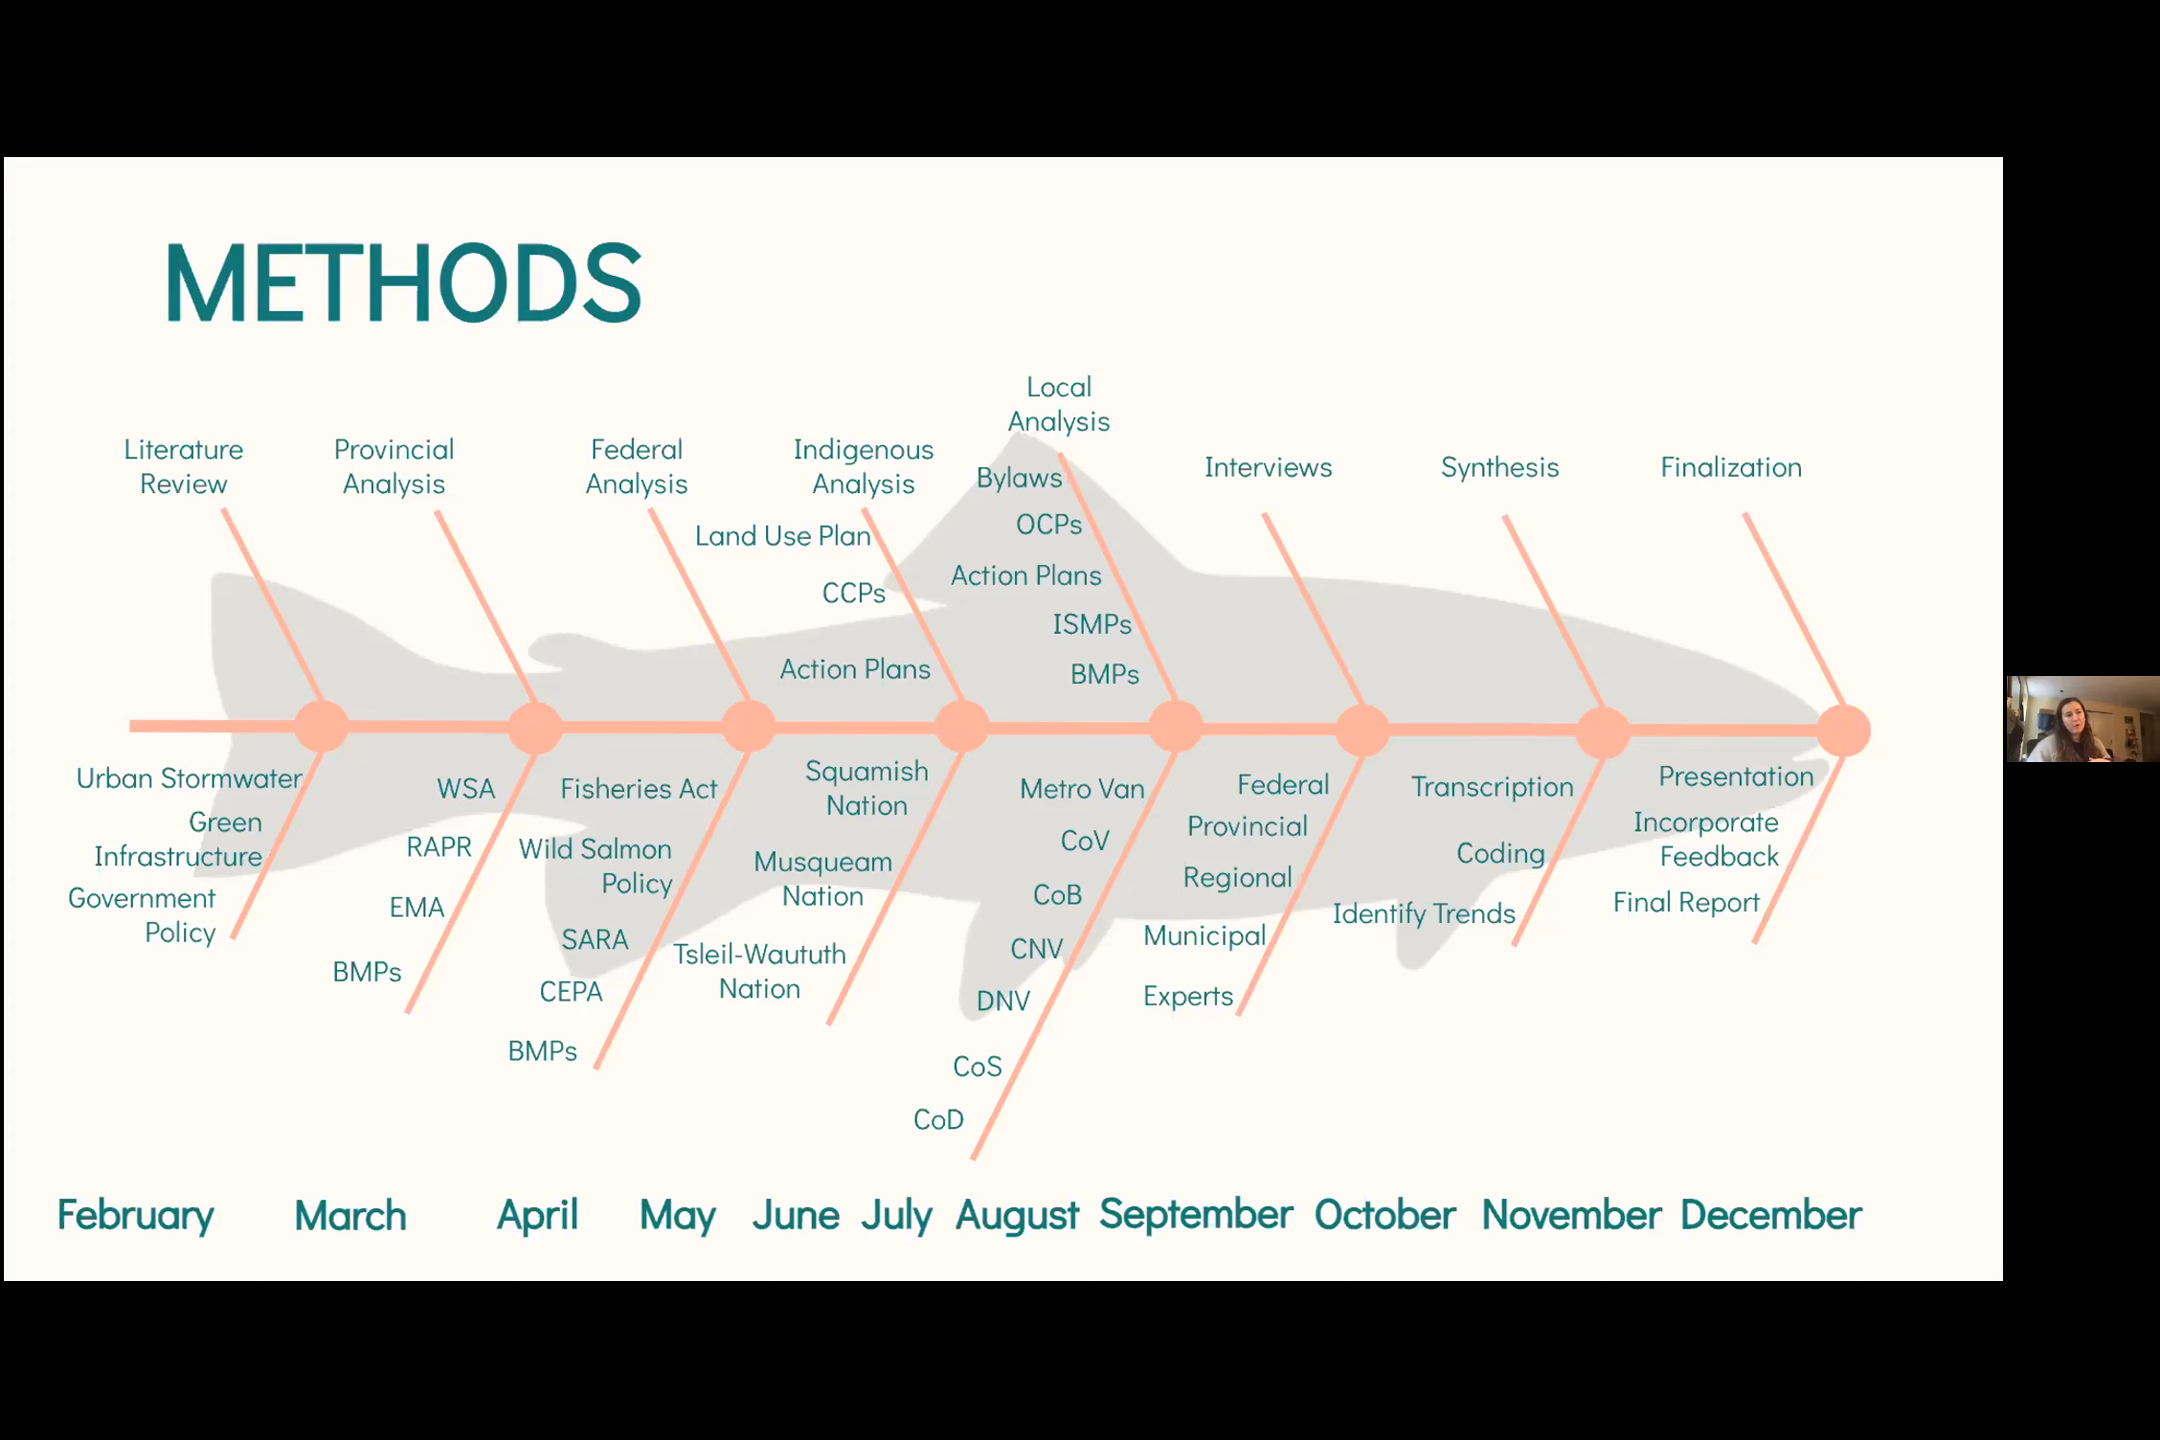 METHODS
Literature
Review
Provincial
Analysis
Federal
Analysis
Indigenous
Analysis
Local
Analysis
Interviews
Synthesis
Finalization
Land Use Plan
CCPs
Action Plans
Bylaws
OCPs
Action Plans
ISMPs
BMPs
Urban Stormwater
Green
Infrastructure
Government
Policy
WSA
RAPR
EMA
BMPs
Fisheries Act
Wild Salmon
Policy
SARA
CEPA
BMPs
Squamish
Nation
Musqueam
Nation
Tsleil-Waututh
Nation
Metro Van
CoV
CoB
CNV
DNV
CoS
CoD
Federal
Provincial
Regional
Municipal
Experts
Transcription
Coding
Identify Trends
Presentation
Incorporate
Feedback
Final Report
February March April May June July August September October November December